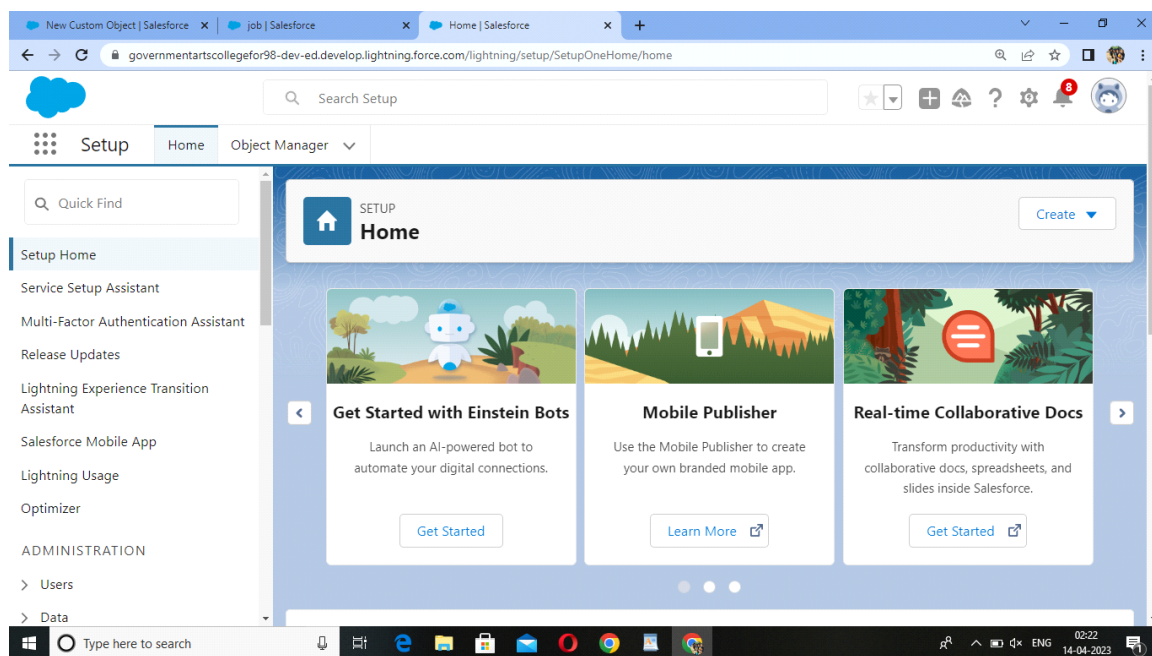 New Custom Object | Salesforce
job | Salesforce
Home | Salesforce
governmentartscollegefor98-dev-ed.develop.lightning.force.com/lightning/setup/SetupOneHome/home
Search Setup
8
Setup
Home
Object Manager
Quick Find
Setup Home
Service Setup Assistant
Multi-Factor Authentication Assistant
Release Updates
Lightning Experience Transition
Assistant
Salesforce Mobile App
Lightning Usage
Optimizer
ADMINISTRATION
Users
Data
SETUP
Home
Create
Get Started with Einstein Bots
Launch an AI-powered bot to
automate your digital connections.
Get Started
Mobile Publisher
Use the Mobile Publisher to create
your own branded mobile app.
Learn More
Real-time Collaborative Docs
Transform productivity with
collaborative docs, spreadsheets, and
slides inside Salesforce.
Get Started
Type here to search
ENG
02:22
14-04-2023
1